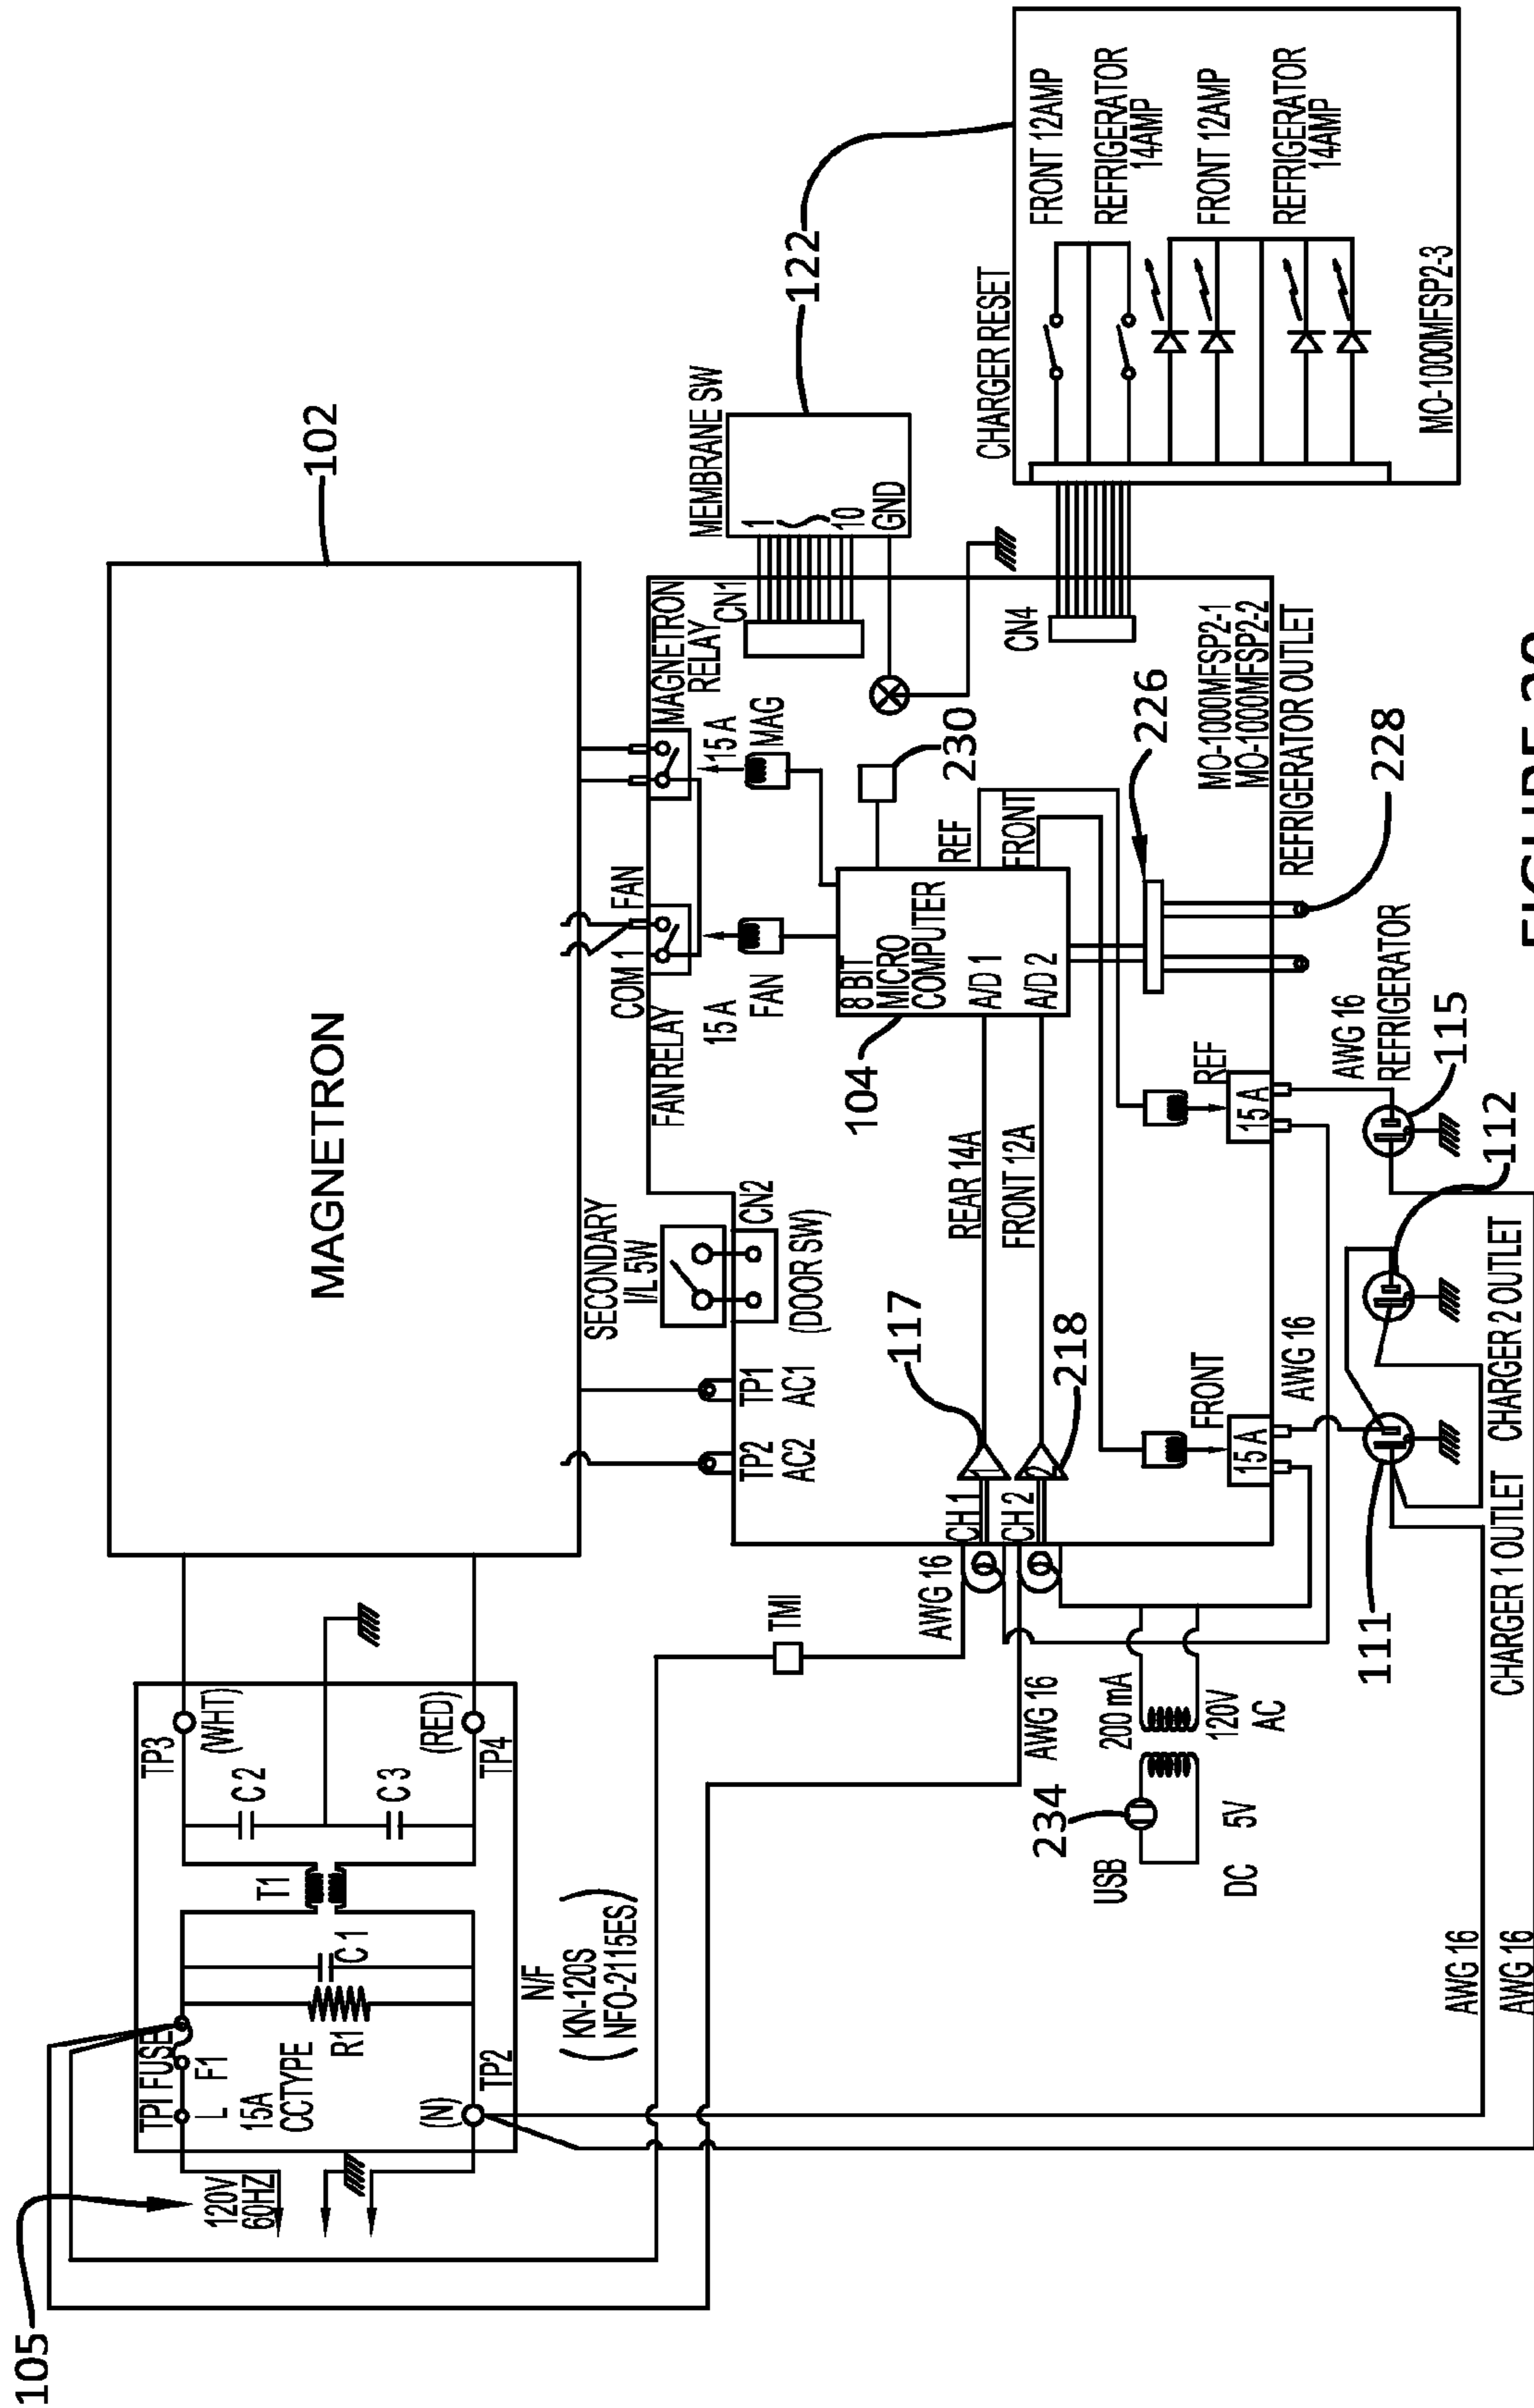 105
120V
60HZ
TPI FUSE
L F1
15A
CCTYPE
R1
C 1
T1
(N)
TP2
TP3
(WHT)
C 2
C 3
(RED)
TP4
N/F
KN-120S
NFO-2115ES
MAGNETRON
102
TMI
TP2
AC2
TP1
AC1
SECONDARY
I/L 5W
CN2
(DOOR SW)
FAN RELAY
COM 1
FAN
15 A
FAN
MAGNETRON
RELAY
15 A
MAG
MEMBRANE SW
1
10
GND
CN1
122
CN4
CHARGER RESET
FRONT 12AMP
REFRIGERATOR
14AMP
FRONT 12AMP
REFRIGERATOR
14AMP
MO-1000MFSP2-3
AWG 16
CH 1
CH 2
AWG 16
117
218
REAR 14A
FRONT 12A
104
8 BIT
MICRO
COMPUTER
A/D 1
A/D 2
REF
FRONT
230
226
MO-1000MFSP2-1
MO-1000MFSP2-2
REFRIGERATOR OUTLET
228
FRONT
15 A
REF
15 A
AWG 16
AWG 16
REFRIGERATOR
115
112
111
CHARGER 1 OUTLET
CHARGER 2 OUTLET
USB
234
200 mA
120V
AC
DC 5V
AWG 16
AWG 16